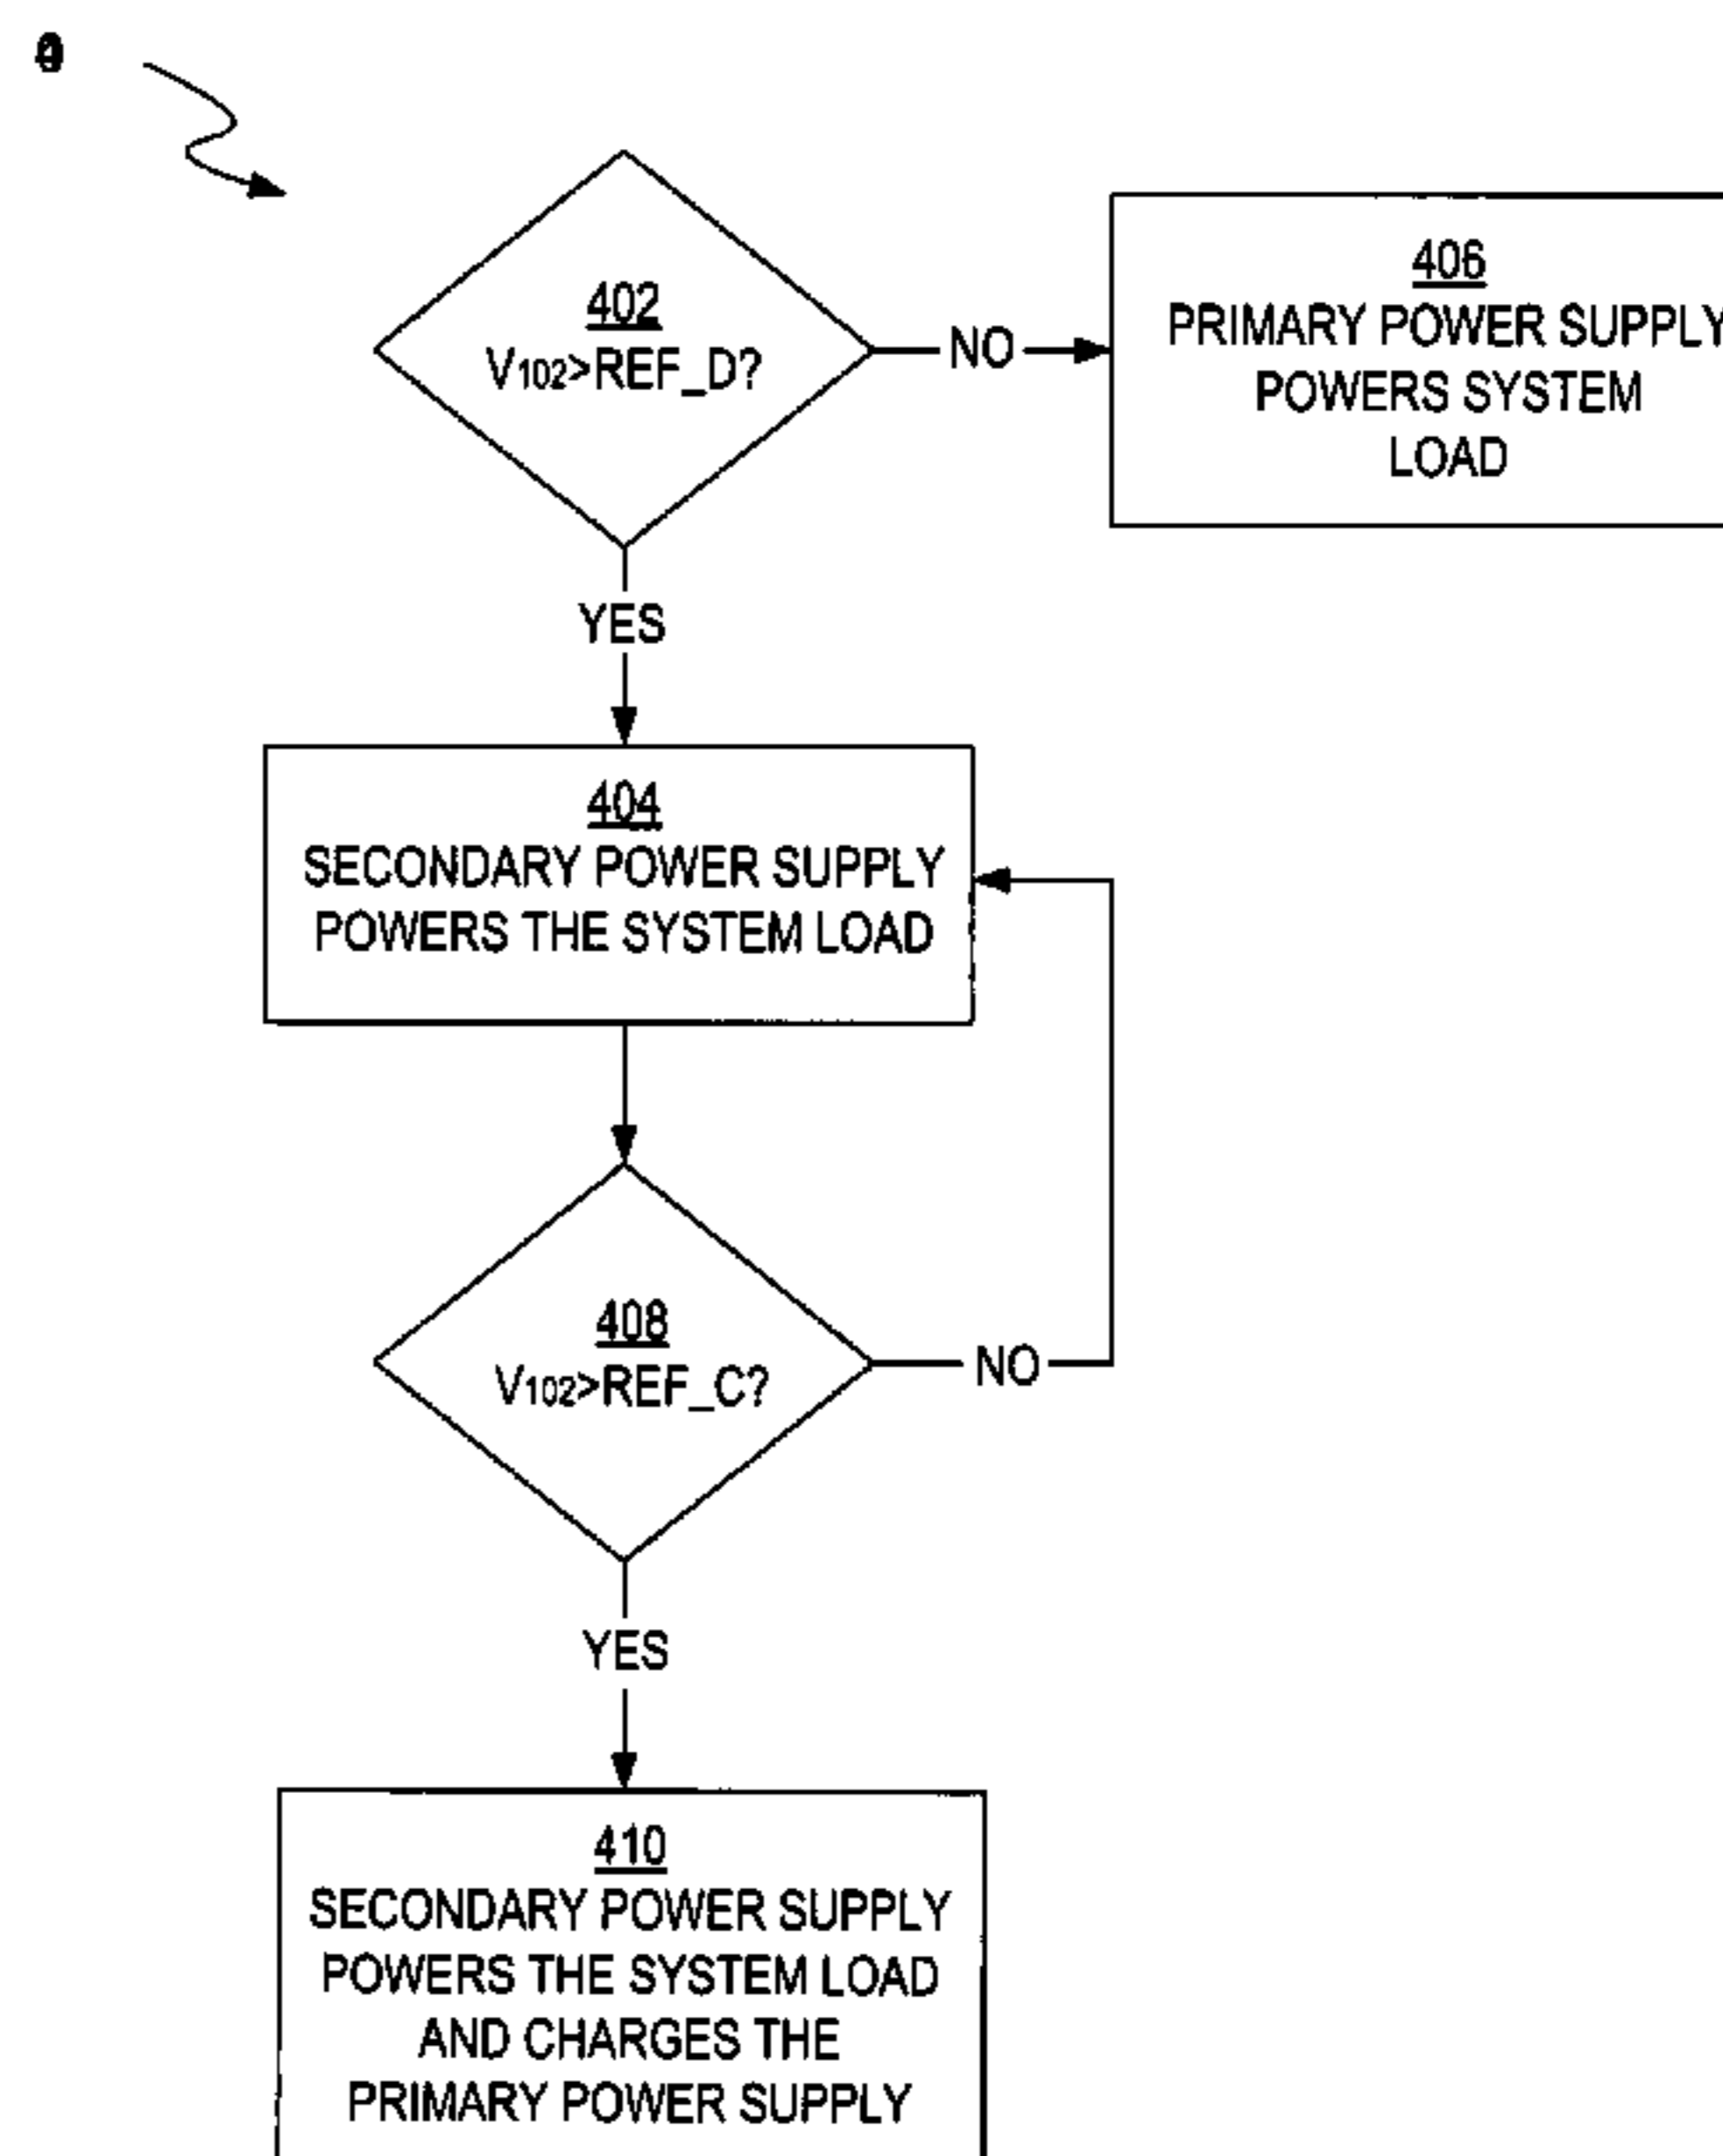 402
V102>REF_D?
NO
406
PRIMARY POWER SUPPLY
POWERS SYSTEM
LOAD
YES
404
SECONDARY POWER SUPPLY
POWERS THE SYSTEM LOAD
408
V102>REF_C?
NO
YES
410
SECONDARY POWER SUPPLY
POWERS THE SYSTEM LOAD
AND CHARGES THE
PRIMARY POWER SUPPLY